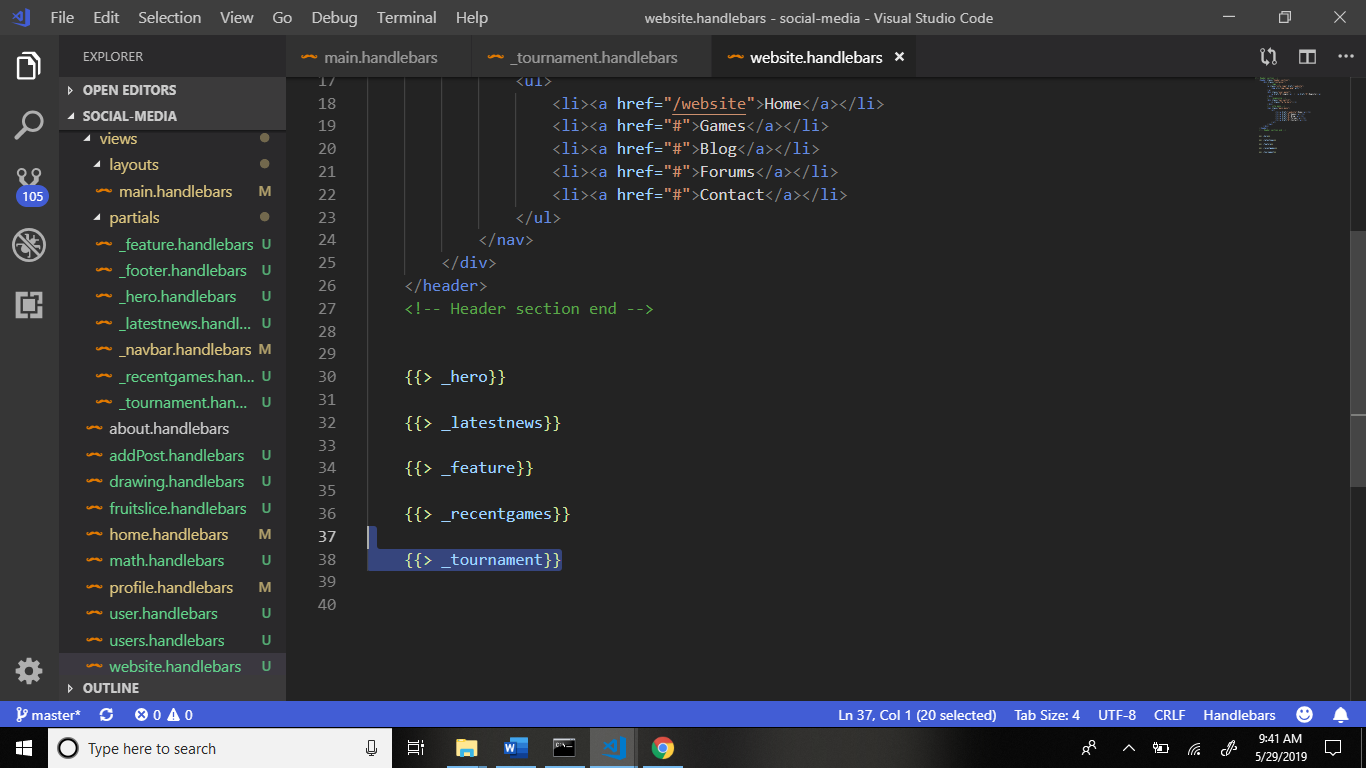 File Edit Selection View Go Debug Terminal Help website.handlebars - social-media - Visual Studio Code
EXPLORER
OPEN EDITORS
SOCIAL-MEDIA
views
layouts
main.handlebars M
partials
_feature.handlebars U
_footer.handlebars U
_hero.handlebars U
_latestnews.handl... U
_navbar.handlebars M
_recentgames.han... U
_tournament.han... U
about.handlebars
addPost.handlebars U
drawing.handlebars U
fruitslice.handlebars U
home.handlebars M
math.handlebars U
profile.handlebars M
user.handlebars U
users.handlebars U
website.handlebars U
OUTLINE
105
main.handlebars _tournament.handlebars website.handlebars ×
17 <ul>
18 <li><a href="/website">Home</a></li>
19 <li><a href="#">Games</a></li>
20 <li><a href="#">Blog</a></li>
21 <li><a href="#">Forums</a></li>
22 <li><a href="#">Contact</a></li>
23 </ul>
24 </nav>
25 </div>
26 </header>
27 <!-- Header section end -->
28
29
30 {{> _hero}}
31
32 {{> _latestnews}}
33
34 {{> _feature}}
35
36 {{> _recentgames}}
37
38 {{> _tournament}}
39
40
master* 0 0 Ln 37, Col 1 (20 selected) Tab Size: 4 UTF-8 CRLF Handlebars
Type here to search
9:41 AM
5/29/2019